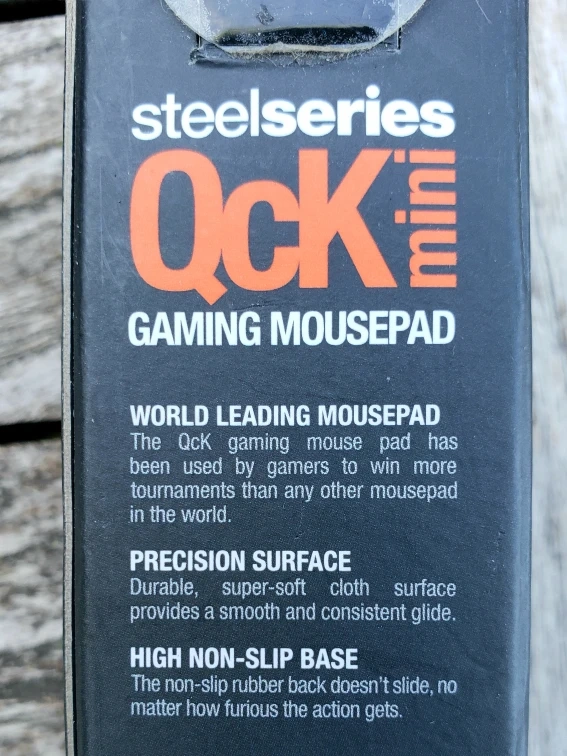 steelseries
QcK mini
GAMING MOUSEPAD
WORLD LEADING MOUSEPAD
The QcK gaming mouse pad has
been used by gamers to win more
tournaments than any other mousepad
in the world.
PRECISION SURFACE
Durable, super-soft cloth surface
provides a smooth and consistent glide.
HIGH NON-SLIP BASE
The non-slip rubber back doesn't slide, no
matter how furious the action gets.